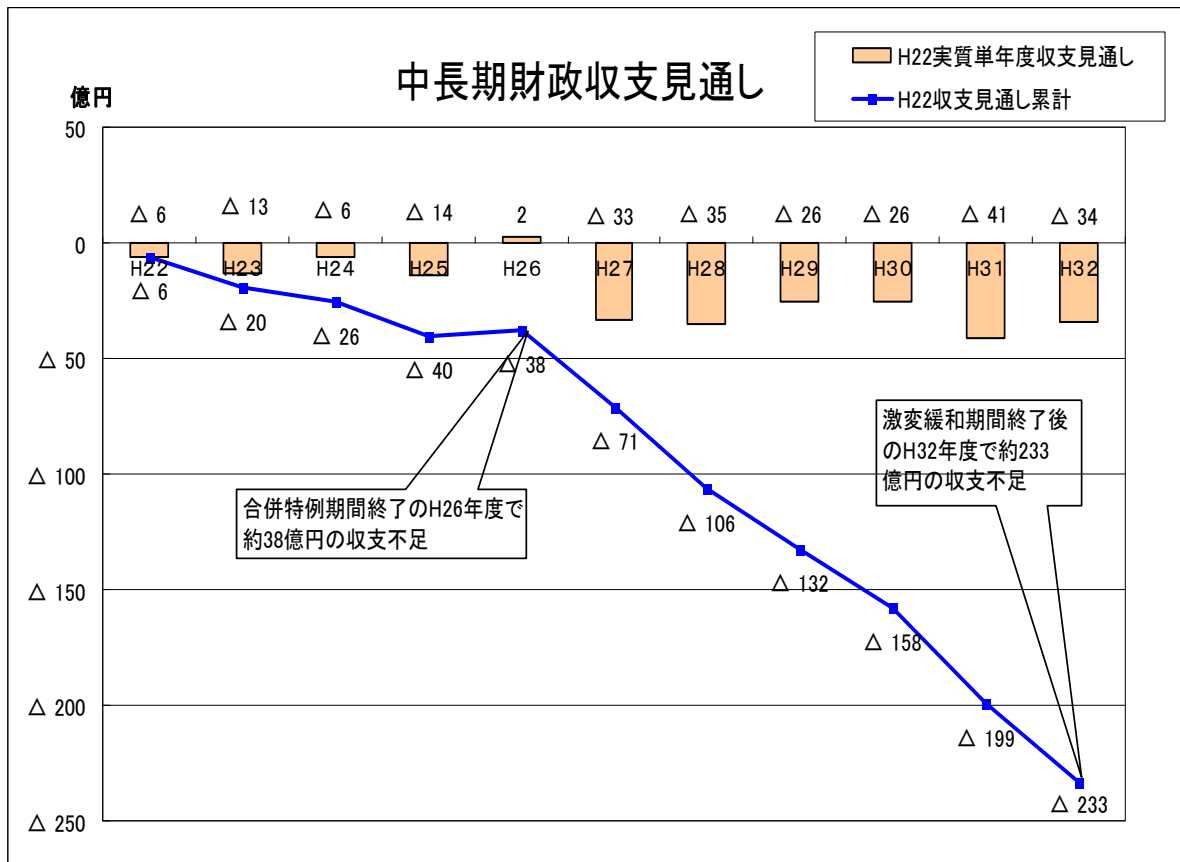 中長期財政収支見通し
H22実質単年度収支見通し
H22収支見通し累計
億円
50
0
△ 50
△ 100
△ 150
△ 200
△ 250
△ 6
△ 13
△ 6
△ 14
2
△ 33
△ 35
△ 26
△ 26
△ 41
△ 34
H22
H23
H24
H25
H26
H27
H28
H29
H30
H31
H32
△ 6
△ 20
△ 26
△ 40
△ 38
△ 71
△ 106
△ 132
△ 158
△ 199
△ 233
合併特例期間終了のH26年度で
約38億円の収支不足
激変緩和期間終了後
のH32年度で約233
億円の収支不足